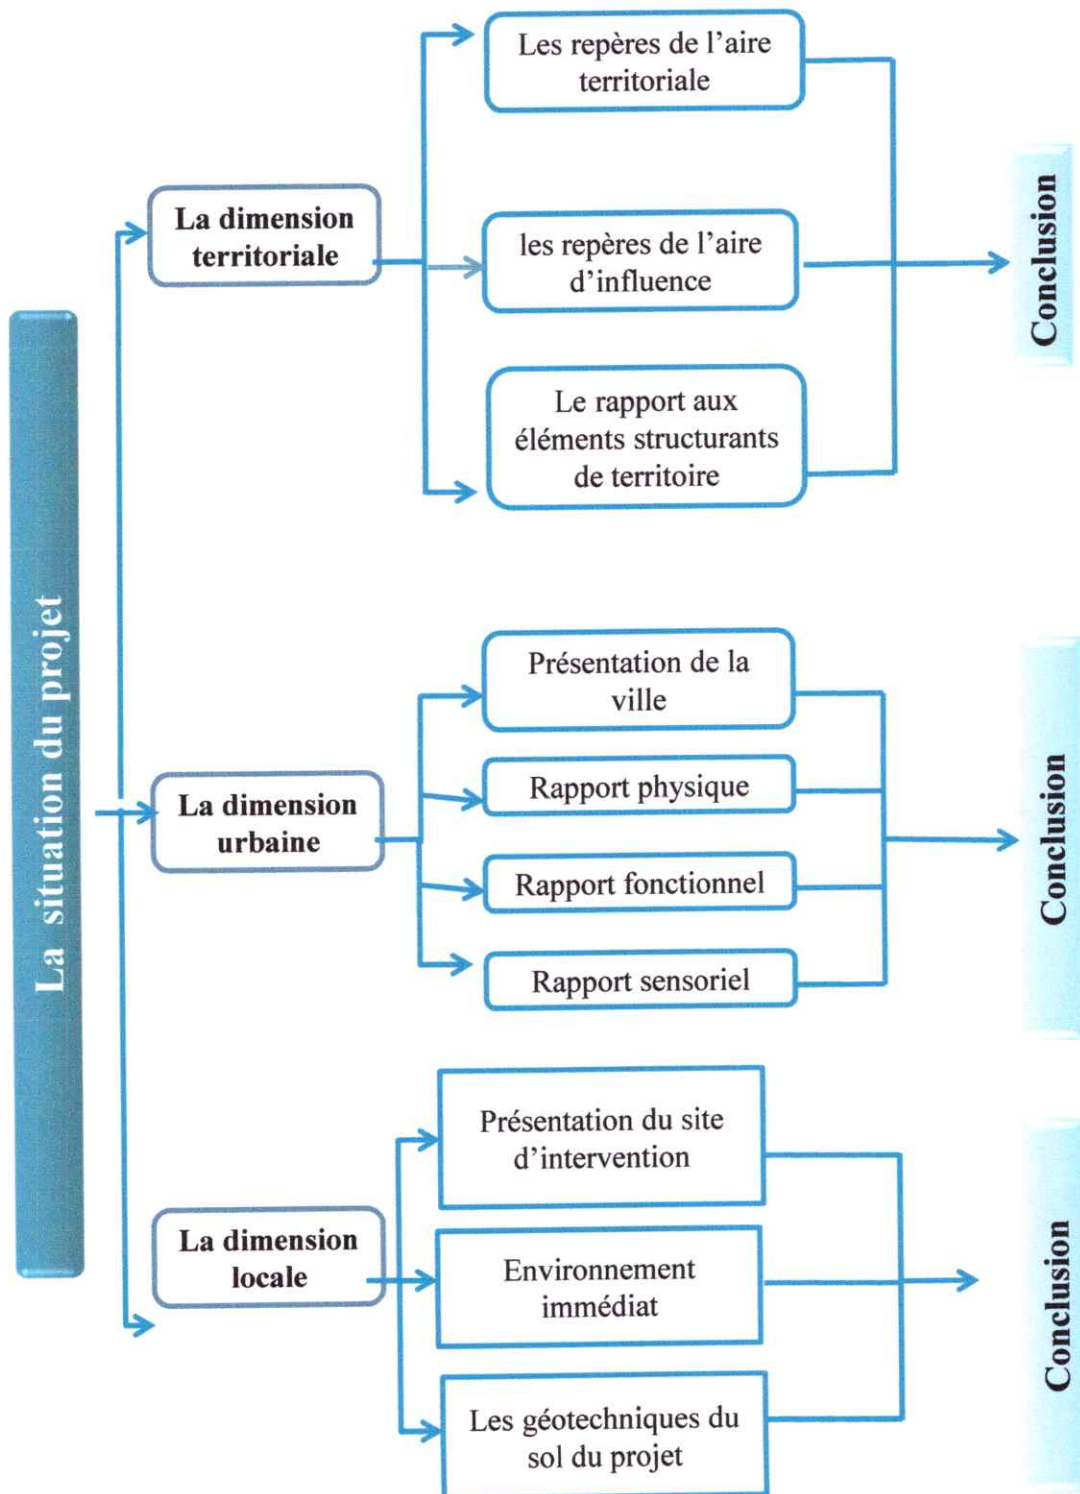 La situation du projet
La dimension
territoriale
Les repères de l'aire
territoriale
les repères de l'aire
d'influence
Le rapport aux
éléments structurants
de territoire
Conclusion
La dimension
urbaine
Présentation de la
ville
Rapport physique
Rapport fonctionnel
Rapport sensoriel
Conclusion
La dimension
locale
Présentation du site
d'intervention
Environnement
immédiat
Les géotechniques du
sol du projet
Conclusion